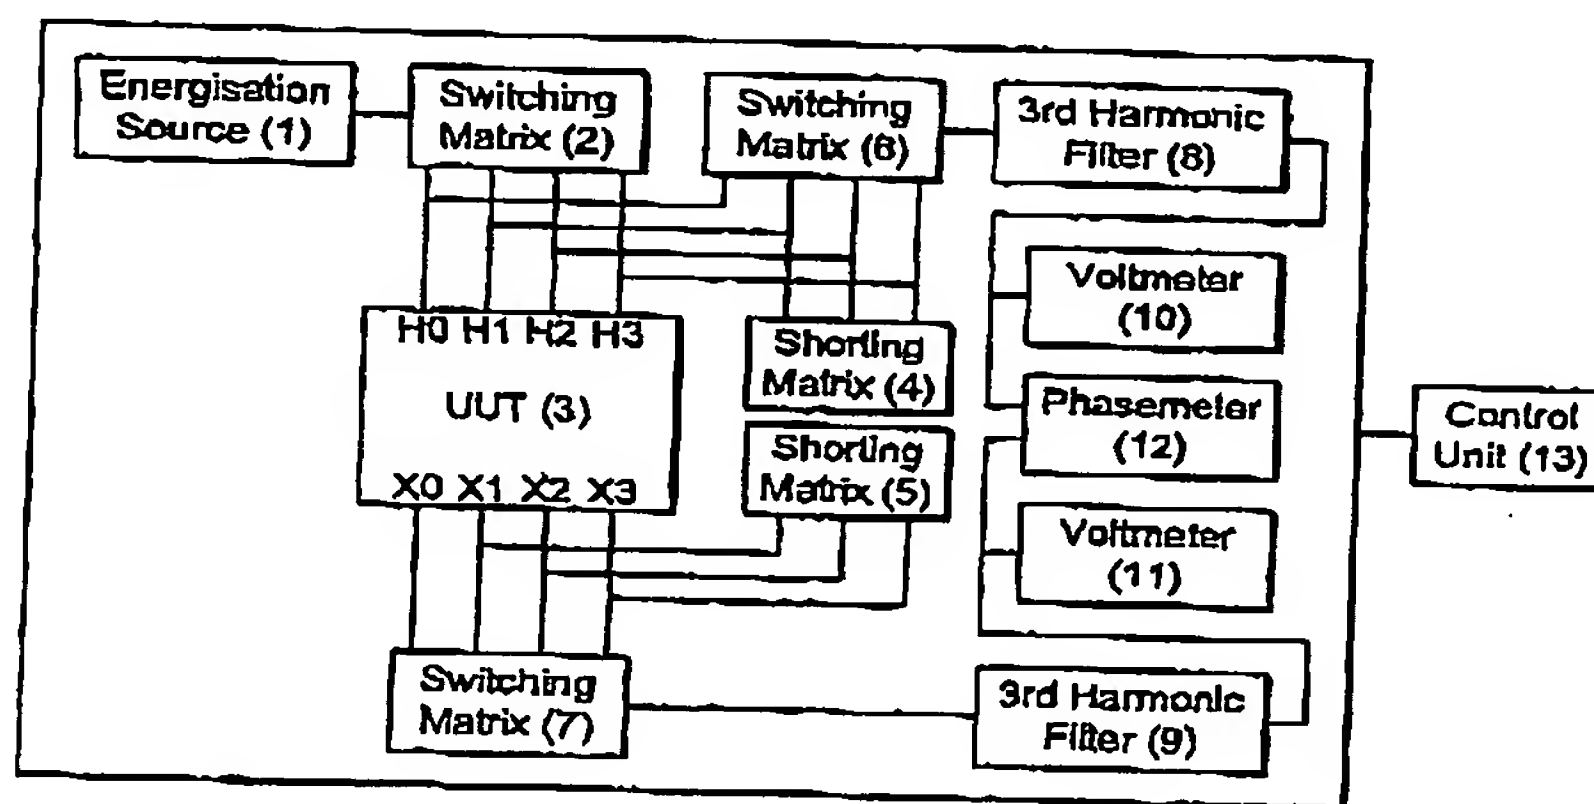 Energisation
Source (1)
Switching
Matrix (2)
Switching
Matrix (6)
3rd Harmonic
Filter (8)
Voltmeter
(10)
H0 H1 H2 H3
UUT (3)
X0 X1 X2 X3
Shorting
Matrix (4)
Shorting
Matrix (5)
Phasemeter
(12)
Control
Unit (13)
Voltmeter
(11)
Switching
Matrix (7)
3rd Harmonic
Filter (9)